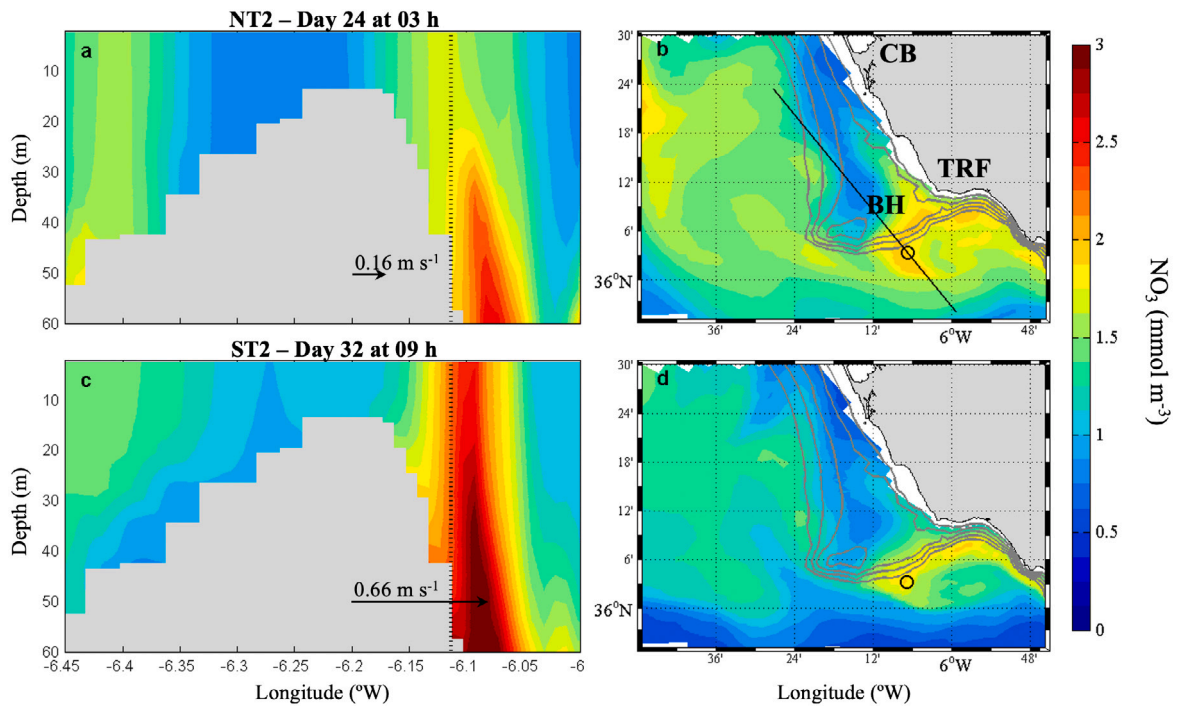 NT2 – Day 24 at 03 h
a
10
20
30
40
50
60
Depth (m)
0.16 m s⁻¹
b
CB
TRF
BH
30'
24'
18'
12'
6'
36°N
36'
24'
12'
6°W
48'
ST2 – Day 32 at 09 h
c
10
20
30
40
50
60
Depth (m)
0.66 m s⁻¹
-6.45
-6.4
-6.35
-6.3
-6.25
-6.2
-6.15
-6.1
-6.05
-6
Longitude (ºW)
d
30'
24'
18'
12'
6'
36°N
36'
24'
12'
6°W
48'
Longitude (ºW)
3
2.5
2
1.5
1
0.5
0
NO₃ (mmol m⁻³)